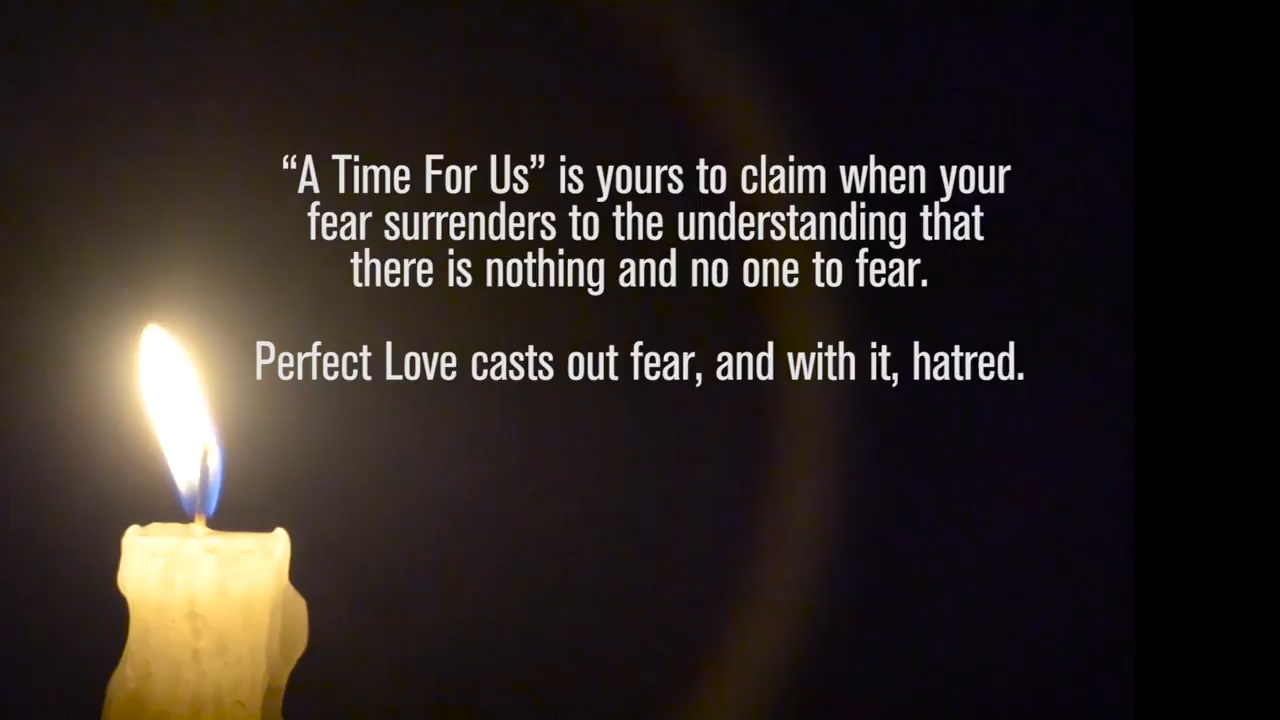 “A Time For Us” is yours to claim when your
fear surrenders to the understanding that
there is nothing and no one to fear.
Perfect Love casts out fear, and with it, hatred.